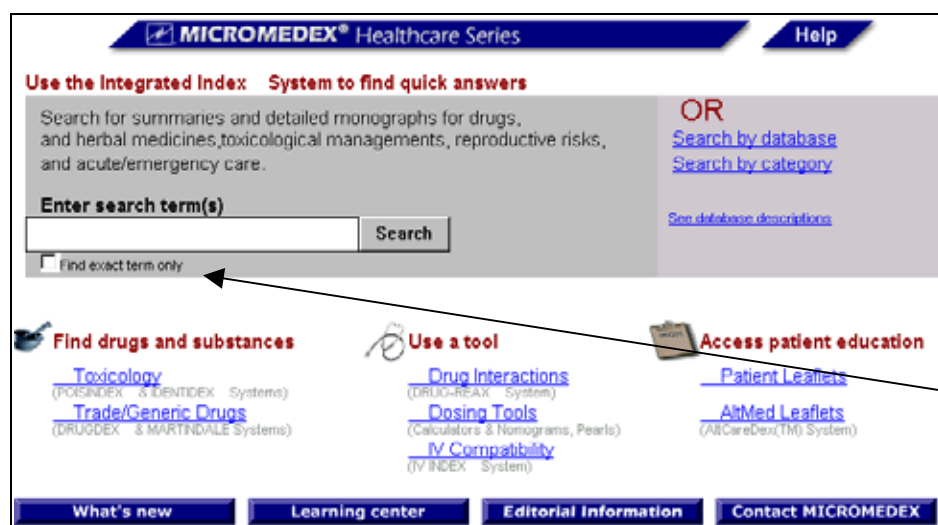 MICROMEDEX® Healthcare Series
Help
Use the Integrated Index System to find quick answers
Search for summaries and detailed monographs for drugs,
and herbal medicines,toxicological managements, reproductive risks,
and acute/emergency care.
Enter search term(s)
Search
Find exact term only
OR
Search by database
Search by category
See database descriptions
Find drugs and substances
Toxicology
(POISINDEX & IDENTIDEX Systems)
Trade/Generic Drugs
(DRUGDEX & MARTINDALE Systems)
Use a tool
Drug Interactions
(DRUG-REAX System)
Dosing Tools
(Calculators & Nomograms, Pearls)
IV Compatibility
(IV INDEX System)
Access patient education
Patient Leaflets
AltMed Leaflets
(AltCareDex(TM) System)
What's new
Learning center
Editorial Information
Contact MICROMEDEX